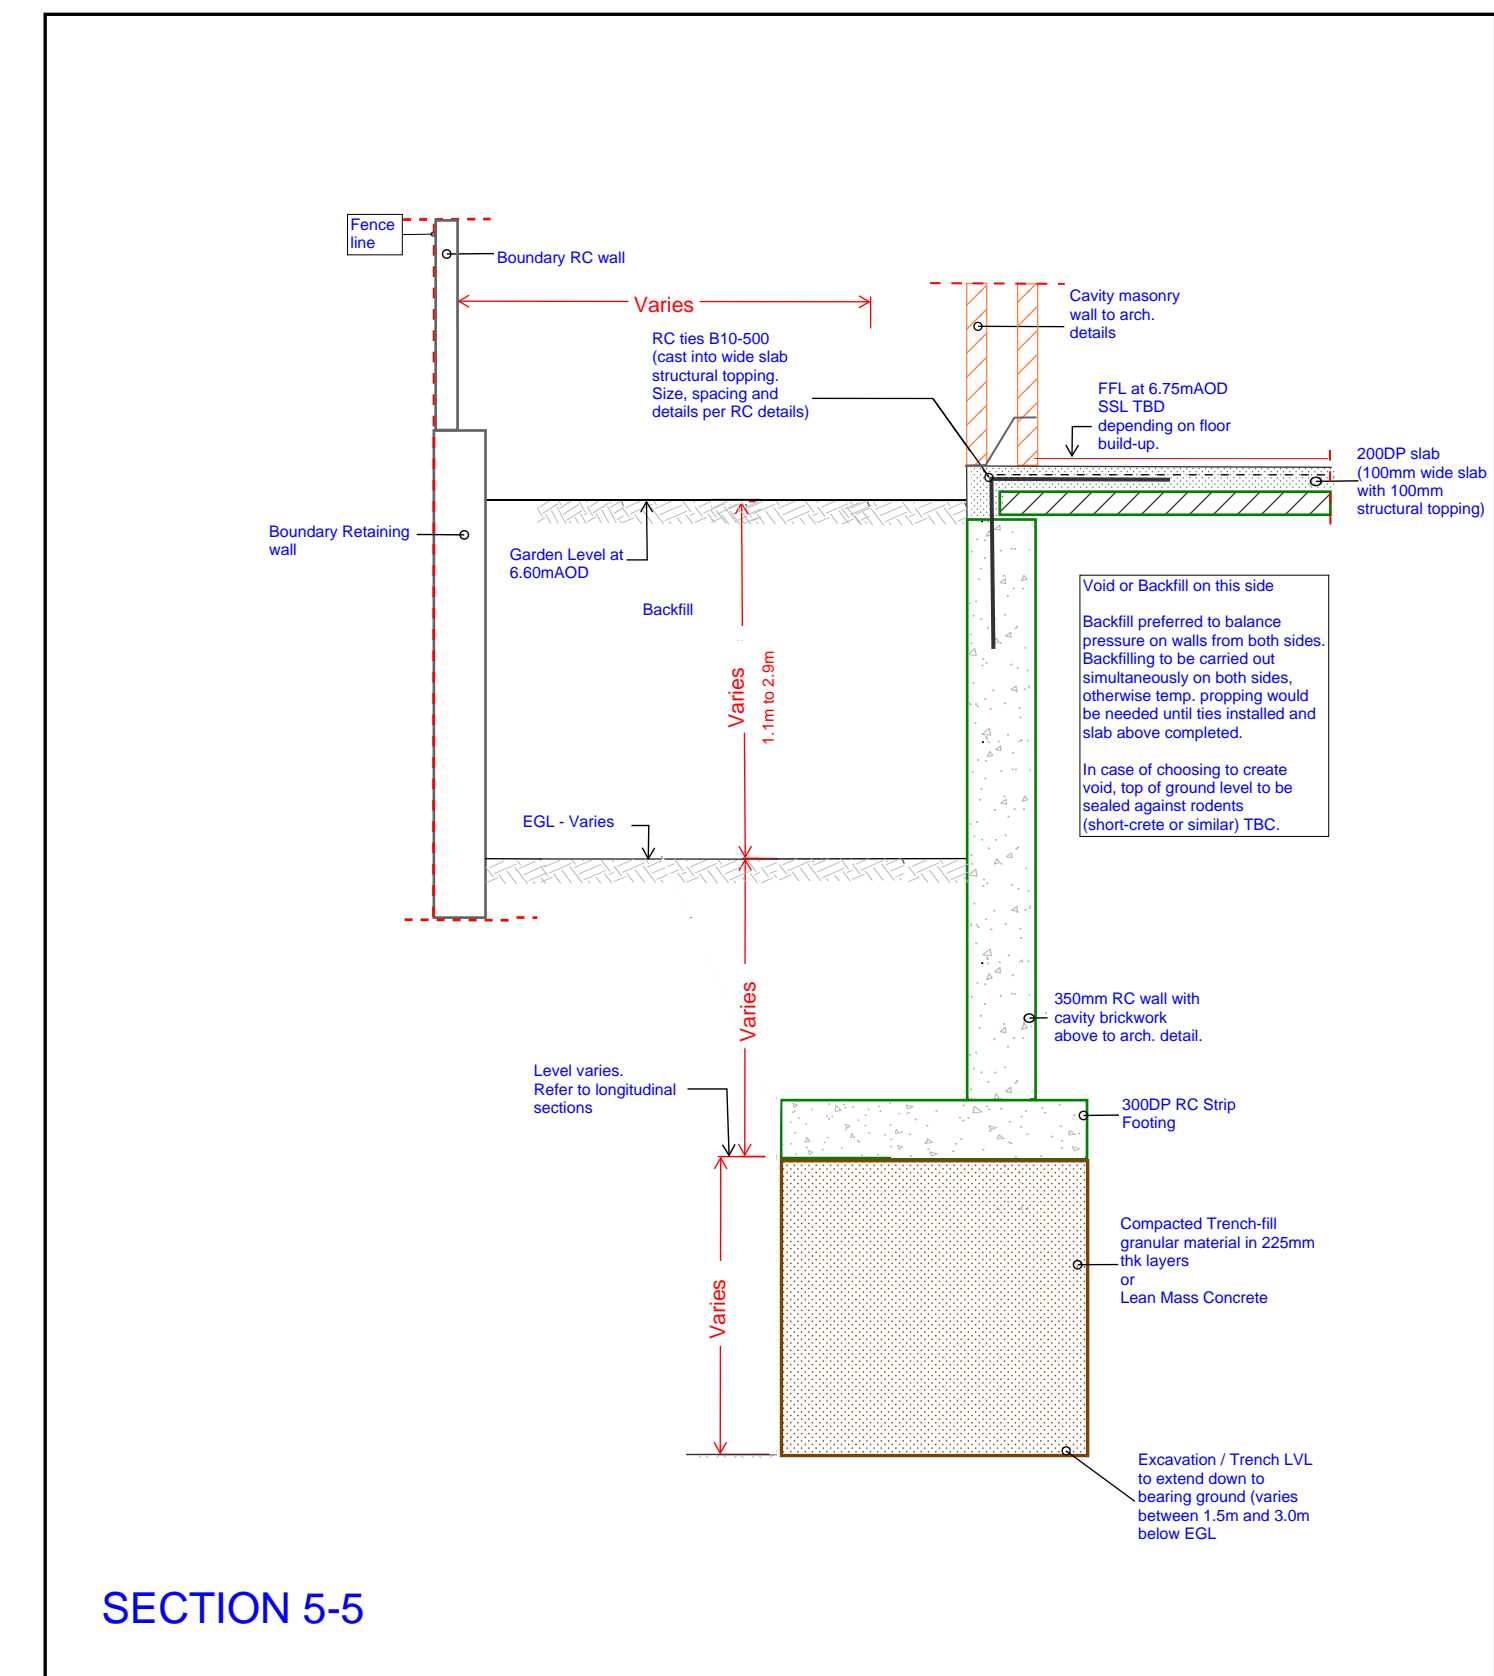 Fence
line
Boundary RC wall
Varies
RC ties B10-500
(cast into wide slab
structural topping.
Size, spacing and
details per RC details)
Cavity masonry
wall to arch.
details
FFL at 6.75mAOD
SSL TBD
depending on floor
build-up.
200DP slab
(100mm wide slab
with 100mm
structural topping)
Boundary Retaining
wall
Garden Level at
6.60mAOD
Backfill
Varies
1.1m to 2.9m
Void or Backfill on this side
Backfill preferred to balance
pressure on walls from both sides.
Backfilling to be carried out
simultaneously on both sides,
otherwise temp. propping would
be needed until ties installed and
slab above completed.
In case of choosing to create
void, top of ground level to be
sealed against rodents
(short-crete or similar) TBC.
EGL - Varies
Varies
350mm RC wall with
cavity brickwork
above to arch. detail.
Level varies.
Refer to longitudinal
sections
300DP RC Strip
Footing
Varies
Compacted Trench-fill
granular material in 225mm
thk layers
or
Lean Mass Concrete
Excavation / Trench LVL
to extend down to
bearing ground (varies
between 1.5m and 3.0m
below EGL
SECTION 5-5